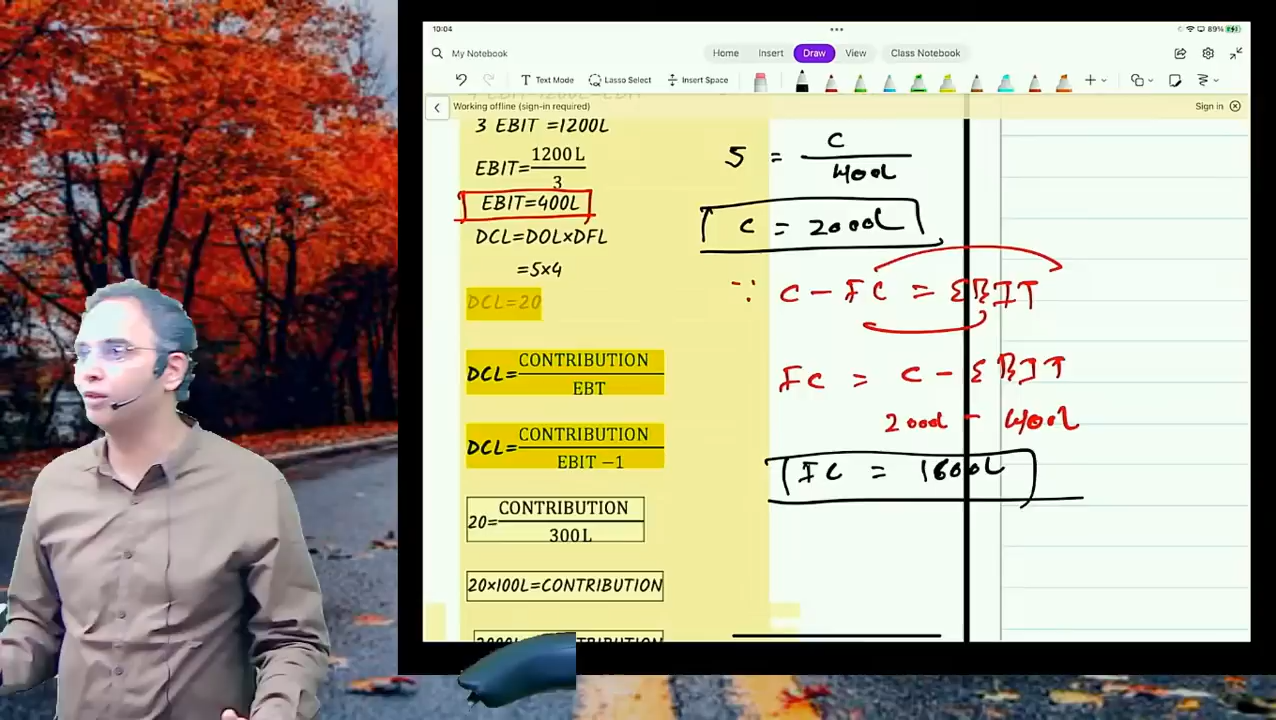 10:04
89%
My Notebook
Home Insert Draw View Class Notebook
Text Mode Lasso Select Insert Space
Working offline (sign-in required) Sign in
3 EBIT =1200L
EBIT=1200L/3
EBIT=400L
DCL=DOL×DFL
=5×4
DCL=20
DCL=CONTRIBUTION/EBT
DCL=CONTRIBUTION/EBIT −1
20=CONTRIBUTION/300L
20×100L=CONTRIBUTION
5 = C/400L
C = 2000L
∵ C - FC = EBIT
FC = C - EBIT
2000L - 400L
FC = 1600L